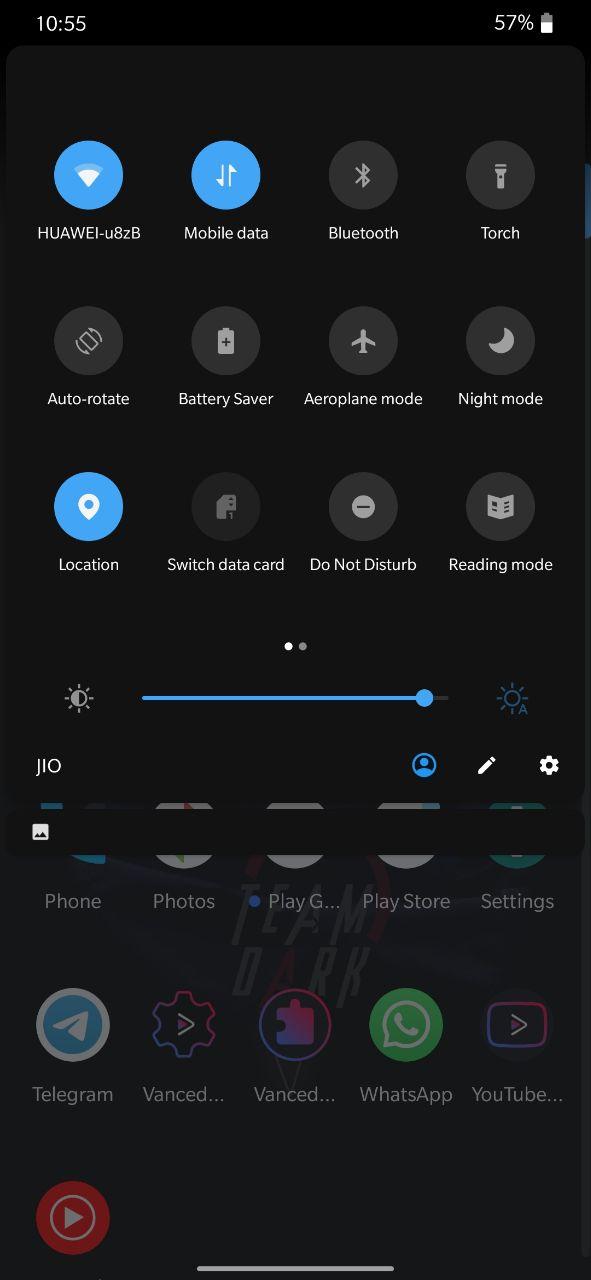 10:55 57%
HUAWEI-u8zB Mobile data Bluetooth Torch
Auto-rotate Battery Saver Aeroplane mode Night mode
1
Location Switch data card Do Not Disturb Reading mode
A
JIO
Phone Photos Play G... Play Store Settings
TEAM
DARK
Telegram Vanced... Vanced... WhatsApp YouTube...